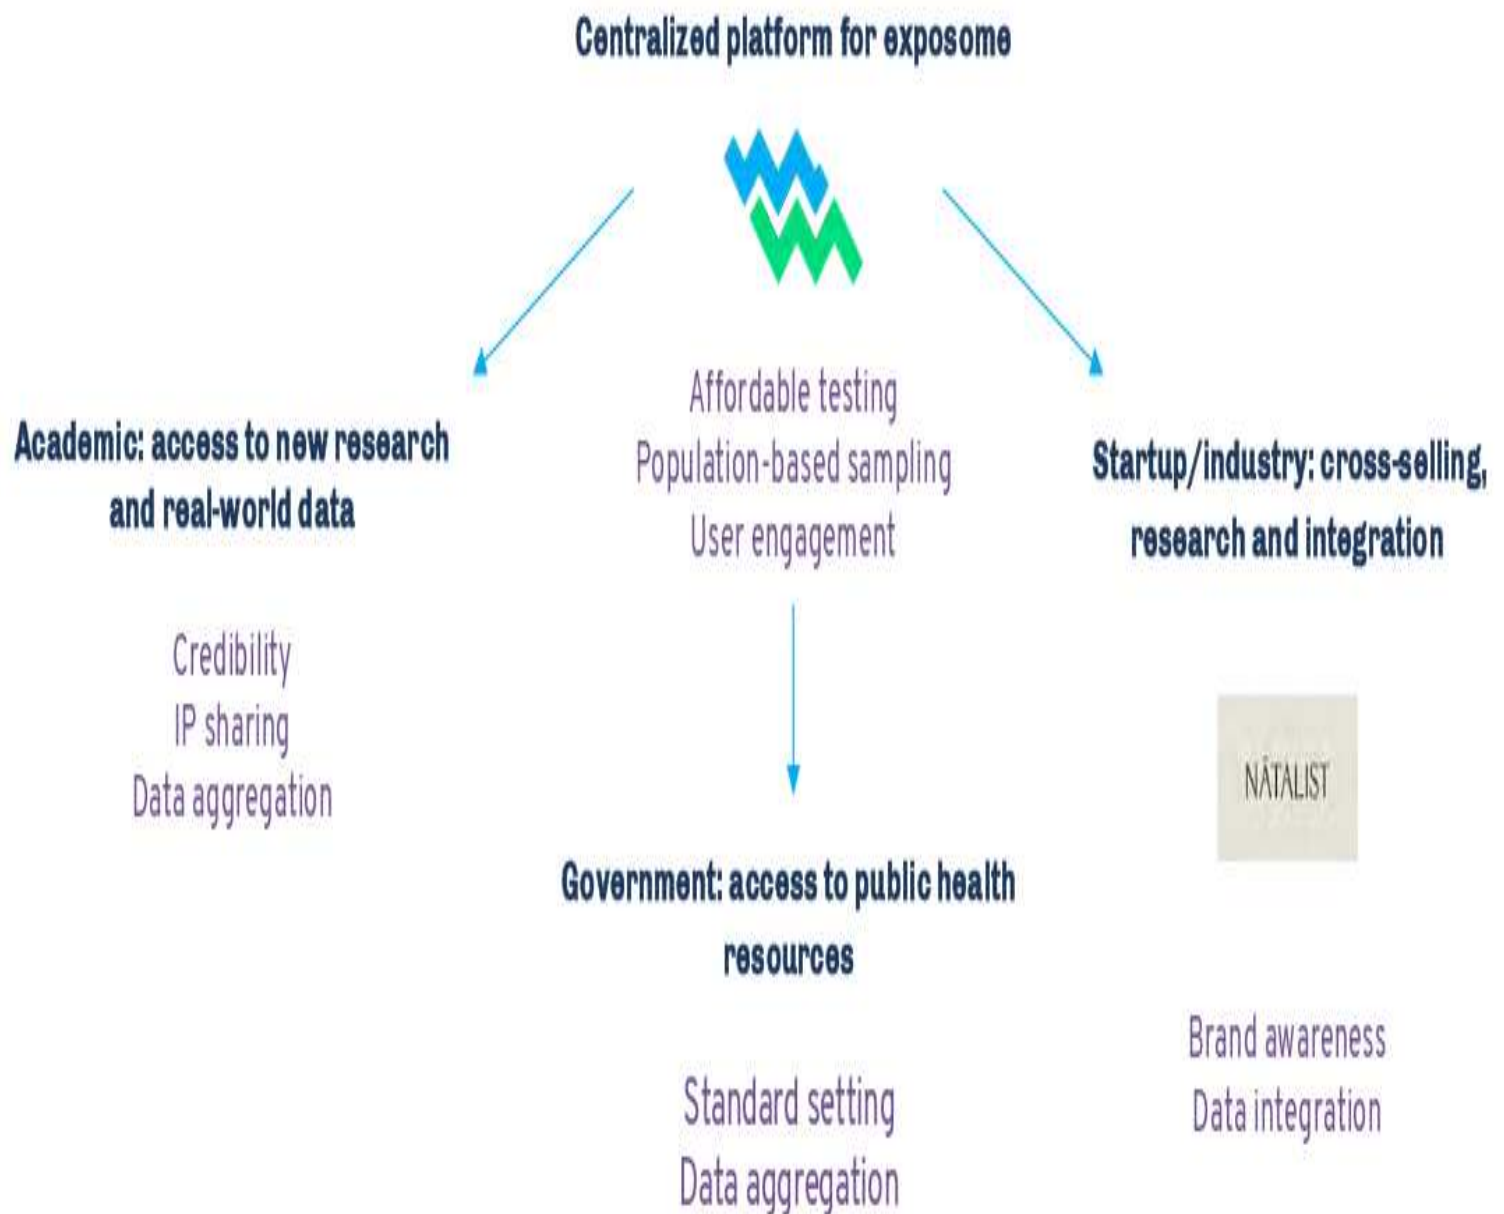 Centralized platform for exposome
Affordable testing
Population-based sampling
User engagement
Academic: access to new research
and real-world data
Credibility
IP sharing
Data aggregation
Startup/industry: cross-selling,
research and integration
NĀTALIST
Brand awareness
Data integration
Government: access to public health
resources
Standard setting
Data aggregation